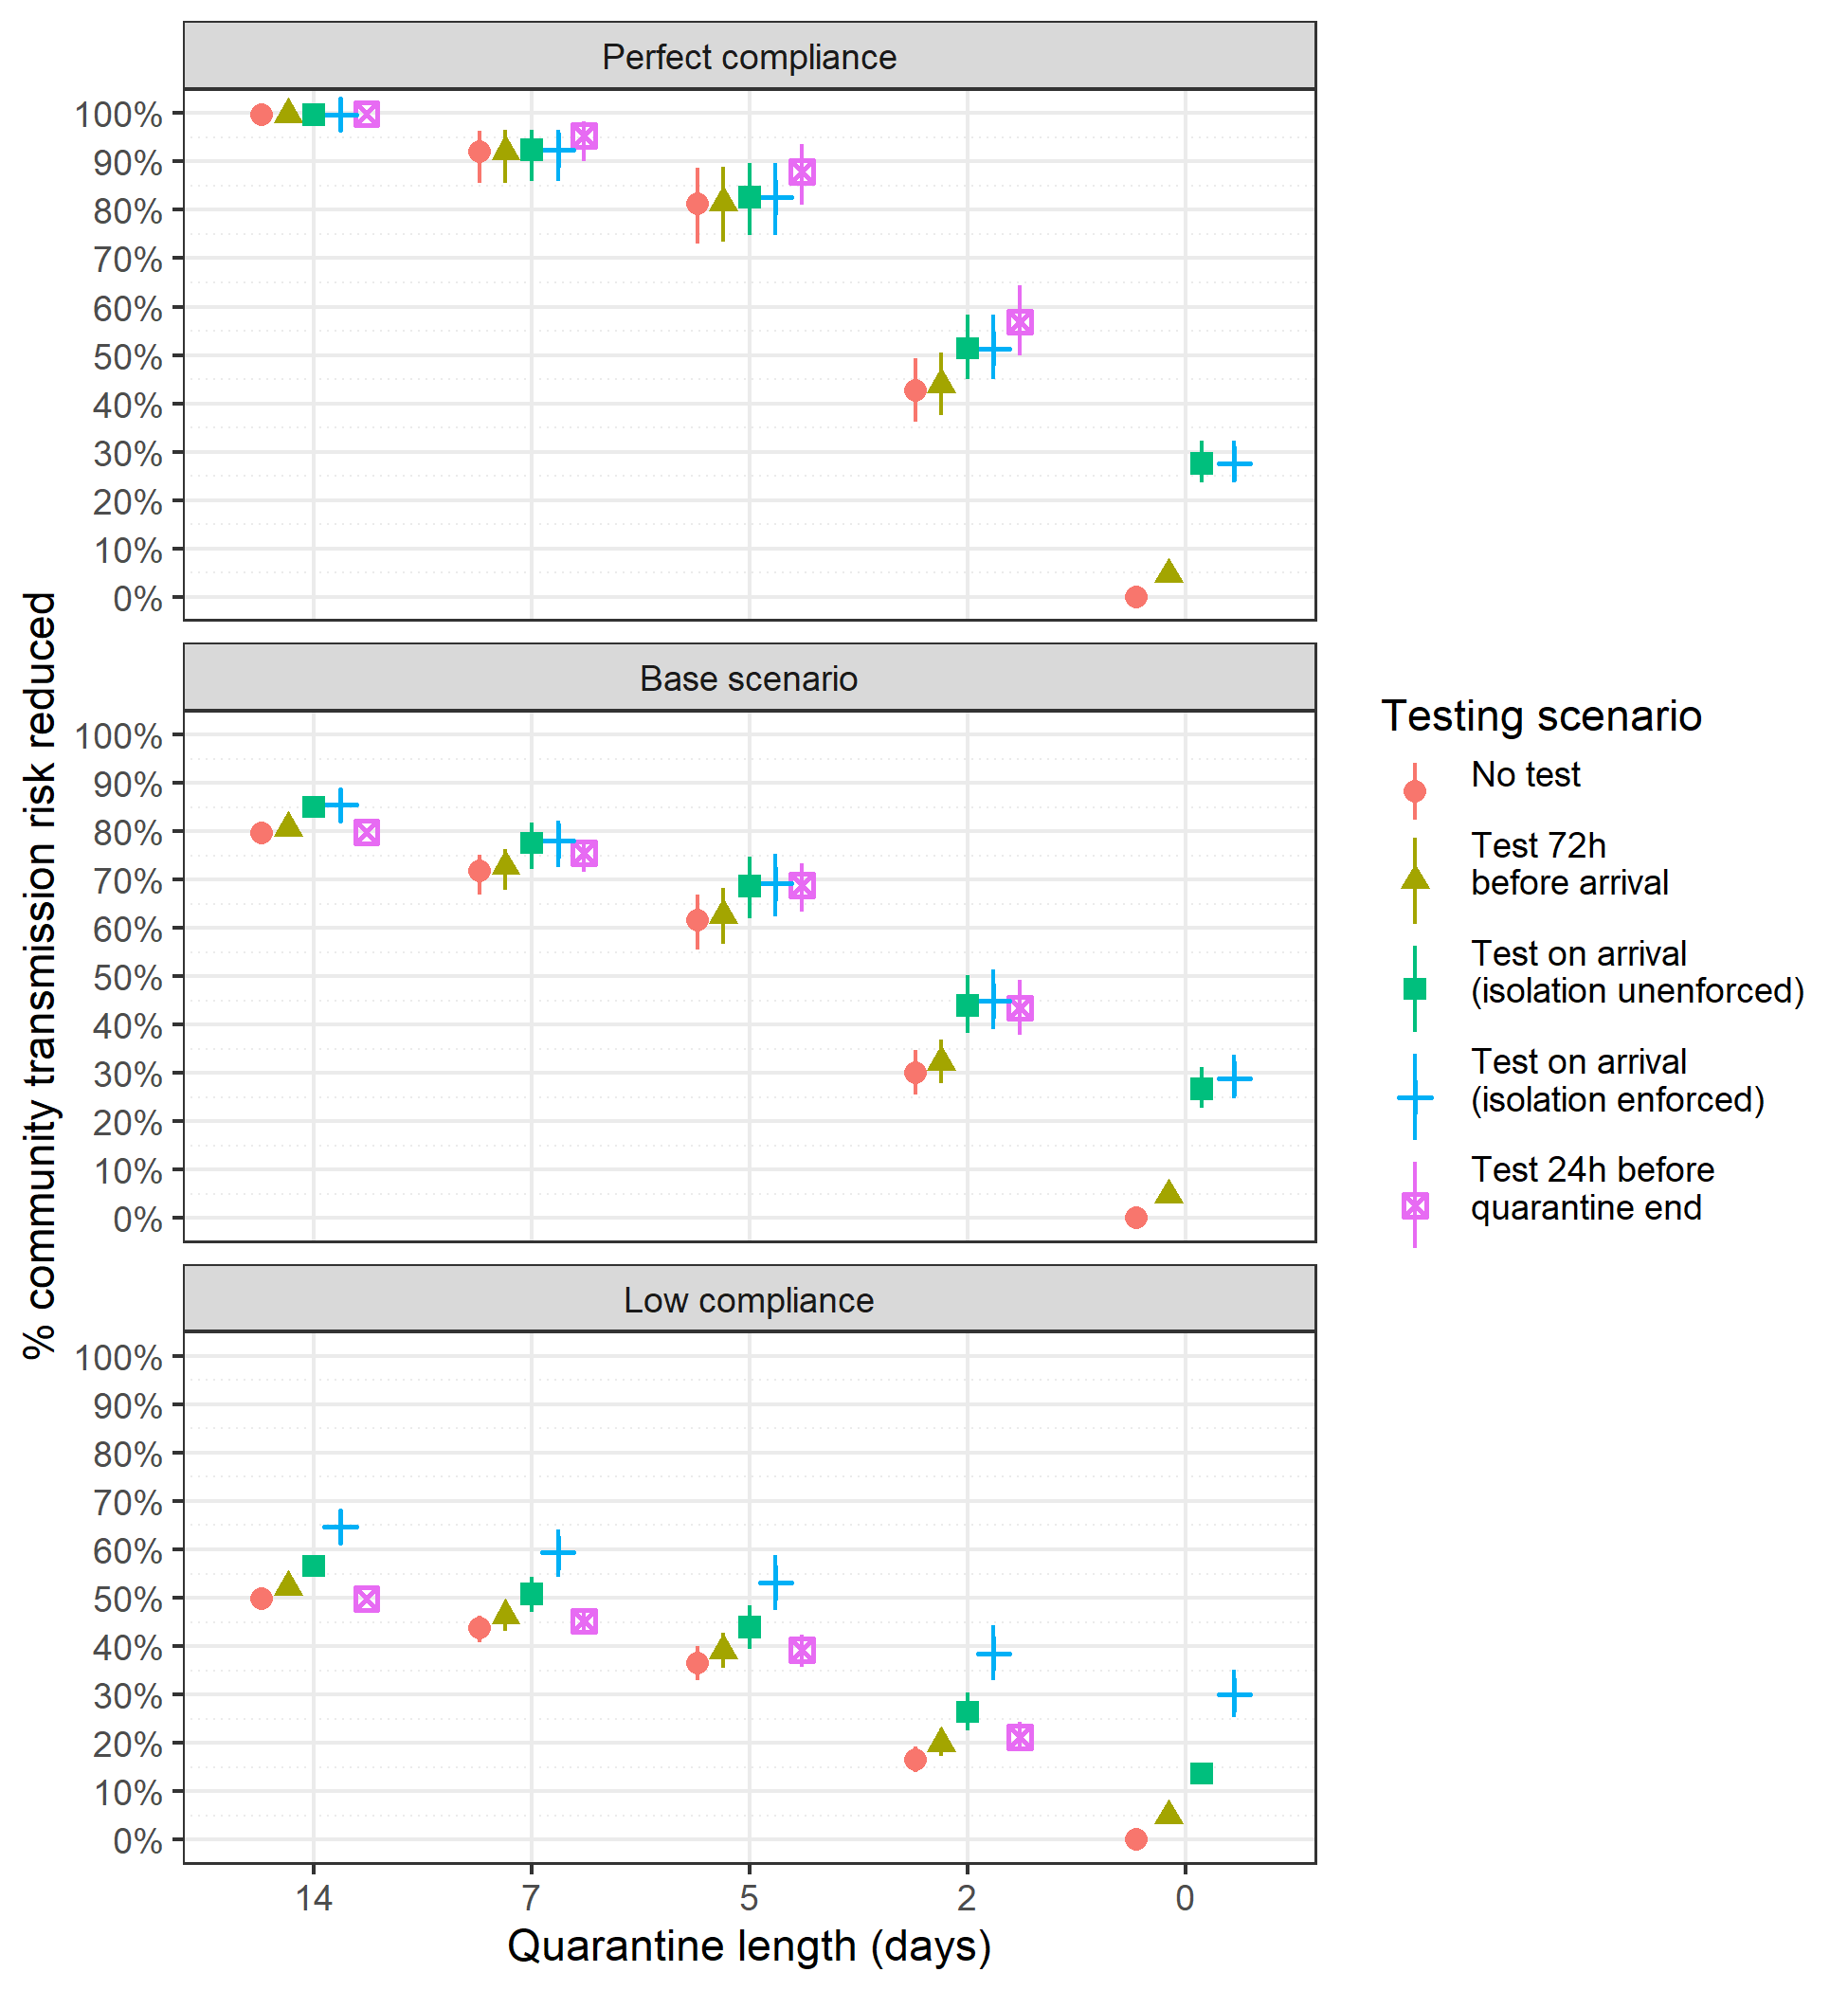 Perfect compliance
100%
90%
80%
70%
60%
50%
40%
30%
20%
10%
0%
Base scenario
100%
90%
80%
70%
60%
50%
40%
30%
20%
10%
0%
Low compliance
100%
90%
80%
70%
60%
50%
40%
30%
20%
10%
0%
14 7 5 2 0
Quarantine length (days)
% community transmission risk reduced
Testing scenario
No test
Test 72h
before arrival
Test on arrival
(isolation unenforced)
Test on arrival
(isolation enforced)
Test 24h before
quarantine end